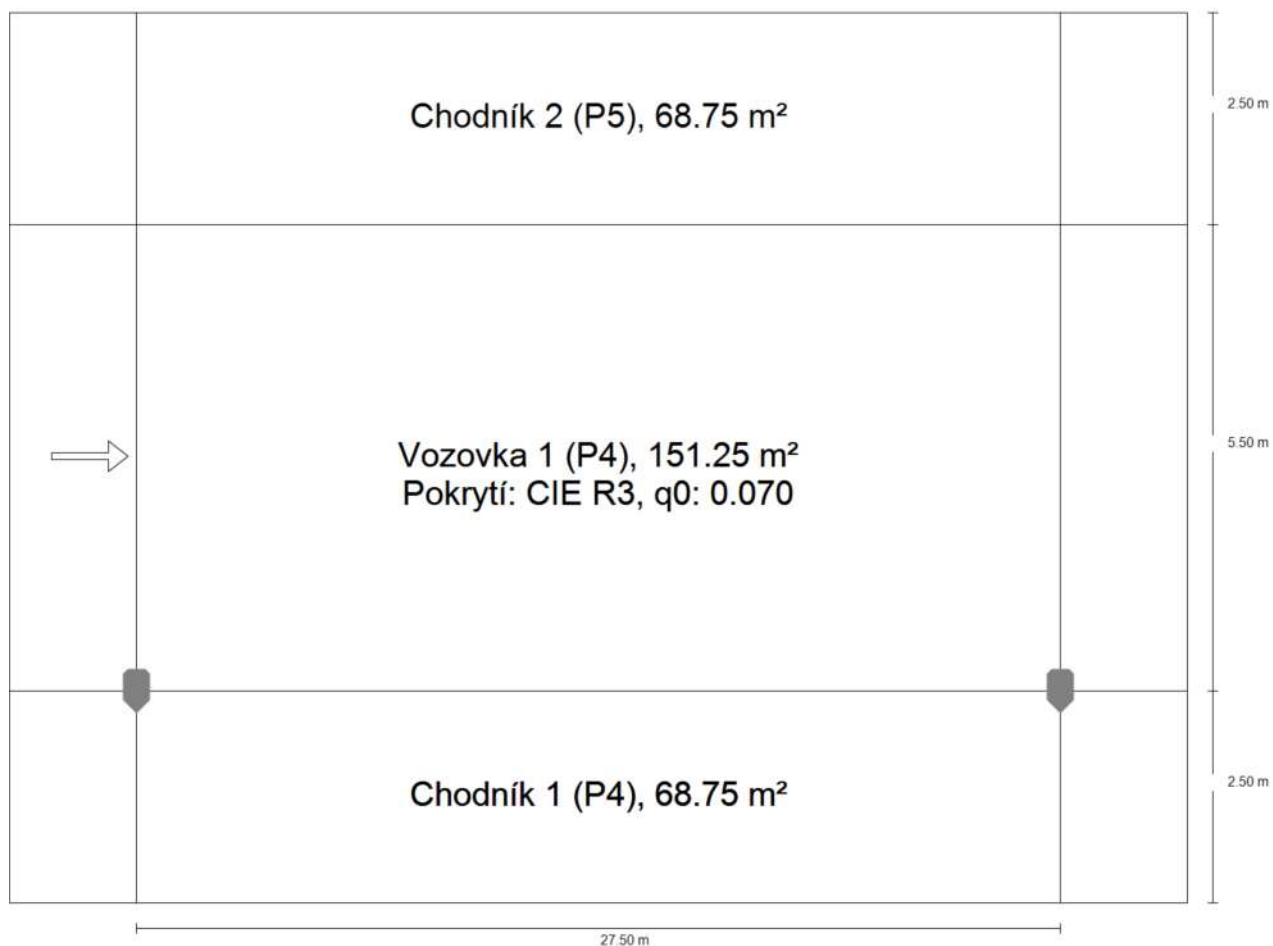 Chodník 2 (P5), 68.75 m²
2.50 m
Vozovka 1 (P4), 151.25 m²
Pokrytí: CIE R3, q0: 0.070
5.50 m
Chodník 1 (P4), 68.75 m²
2.50 m
27.50 m